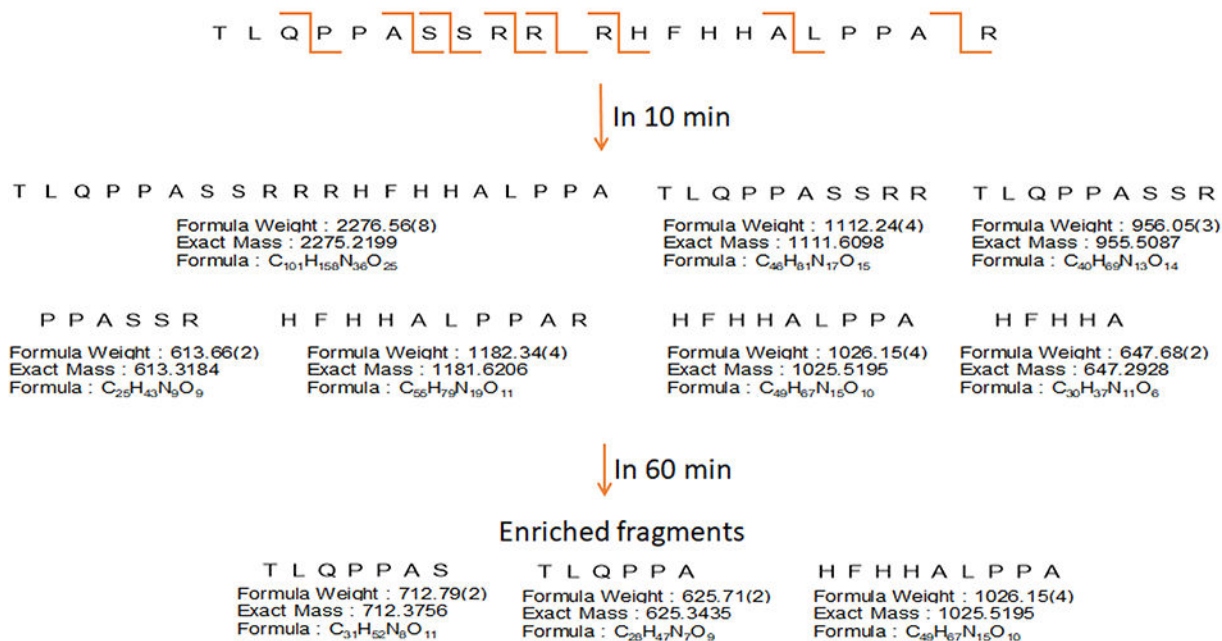 T L Q P P A S S R R R H F H H A L P P A R
In 10 min
T L Q P P A S S R R R H F H H A L P P A
Formula Weight : 2276.56(8)
Exact Mass : 2275.2199
Formula : C₁₀₁H₁₅₈N₃₆O₂₅
T L Q P P A S S R R
Formula Weight : 1112.24(4)
Exact Mass : 1111.6098
Formula : C₄₆H₈₁N₁₇O₁₅
T L Q P P A S S R
Formula Weight : 956.05(3)
Exact Mass : 955.5087
Formula : C₄₀H₆₉N₁₃O₁₄
P P A S S R
Formula Weight : 613.66(2)
Exact Mass : 613.3184
Formula : C₂₅H₄₃N₉O₉
H F H H A L P P A R
Formula Weight : 1182.34(4)
Exact Mass : 1181.6206
Formula : C₅₅H₇₉N₁₉O₁₁
H F H H A L P P A
Formula Weight : 1026.15(4)
Exact Mass : 1025.5195
Formula : C₄₉H₆₇N₁₅O₁₀
H F H H A
Formula Weight : 647.68(2)
Exact Mass : 647.2928
Formula : C₃₀H₃₇N₁₁O₆
In 60 min
Enriched fragments
T L Q P P A S
Formula Weight : 712.79(2)
Exact Mass : 712.3756
Formula : C₃₁H₅₂N₈O₁₁
T L Q P P A
Formula Weight : 625.71(2)
Exact Mass : 625.3435
Formula : C₂₈H₄₇N₇O₉
H F H H A L P P A
Formula Weight : 1026.15(4)
Exact Mass : 1025.5195
Formula : C₄₉H₆₇N₁₅O₁₀